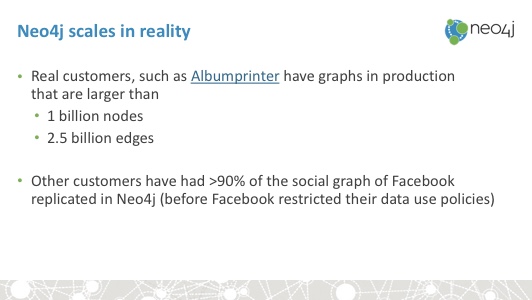 Neo4j scales in reality
neo4j
• Real customers, such as Albumprinter have graphs in production
that are larger than
• 1 billion nodes
• 2.5 billion edges
• Other customers have had >90% of the social graph of Facebook
replicated in Neo4j (before Facebook restricted their data use policies)